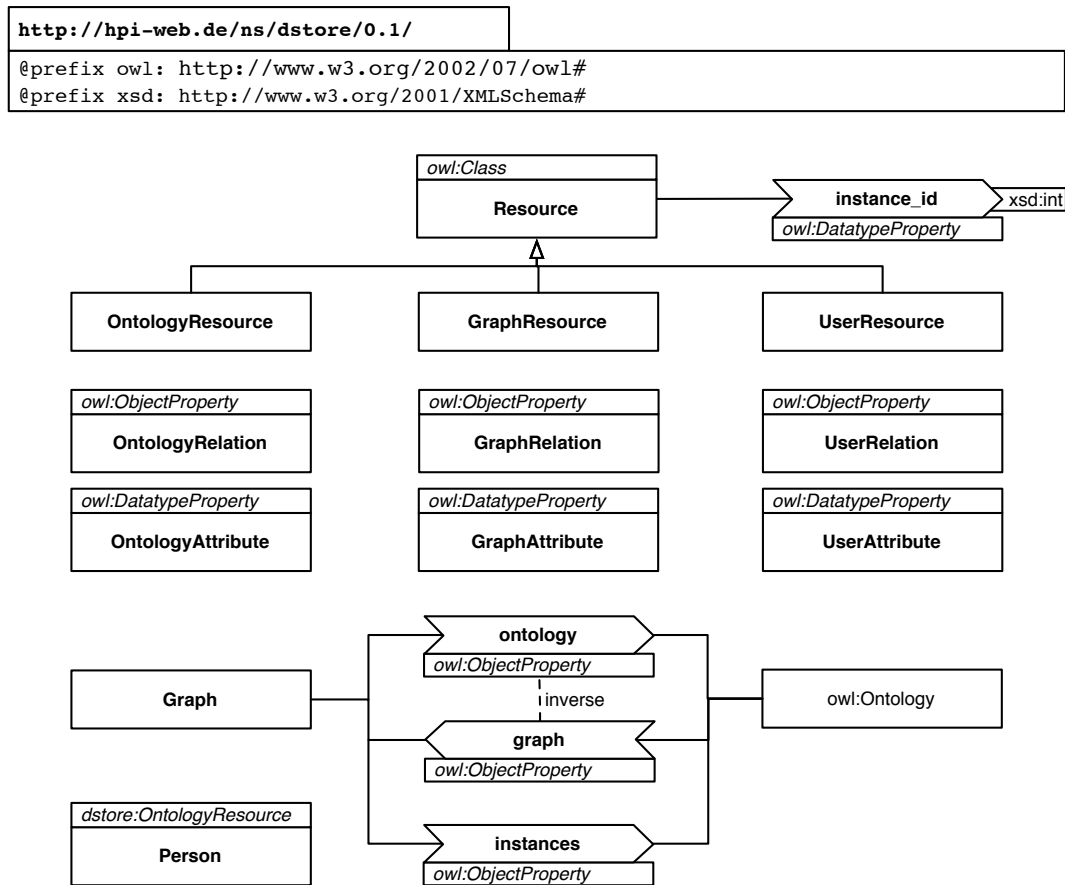 http://hpi-web.de/ns/dstore/0.1/
@prefix owl: http://www.w3.org/2002/07/owl#
@prefix xsd: http://www.w3.org/2001/XMLSchema#
owl:Class
Resource
instance_id
xsd:int
owl:DatatypeProperty
OntologyResource
GraphResource
UserResource
owl:ObjectProperty
OntologyRelation
owl:ObjectProperty
GraphRelation
owl:ObjectProperty
UserRelation
owl:DatatypeProperty
OntologyAttribute
owl:DatatypeProperty
GraphAttribute
owl:DatatypeProperty
UserAttribute
ontology
owl:ObjectProperty
Graph
inverse
owl:Ontology
graph
owl:ObjectProperty
dstore:OntologyResource
Person
instances
owl:ObjectProperty